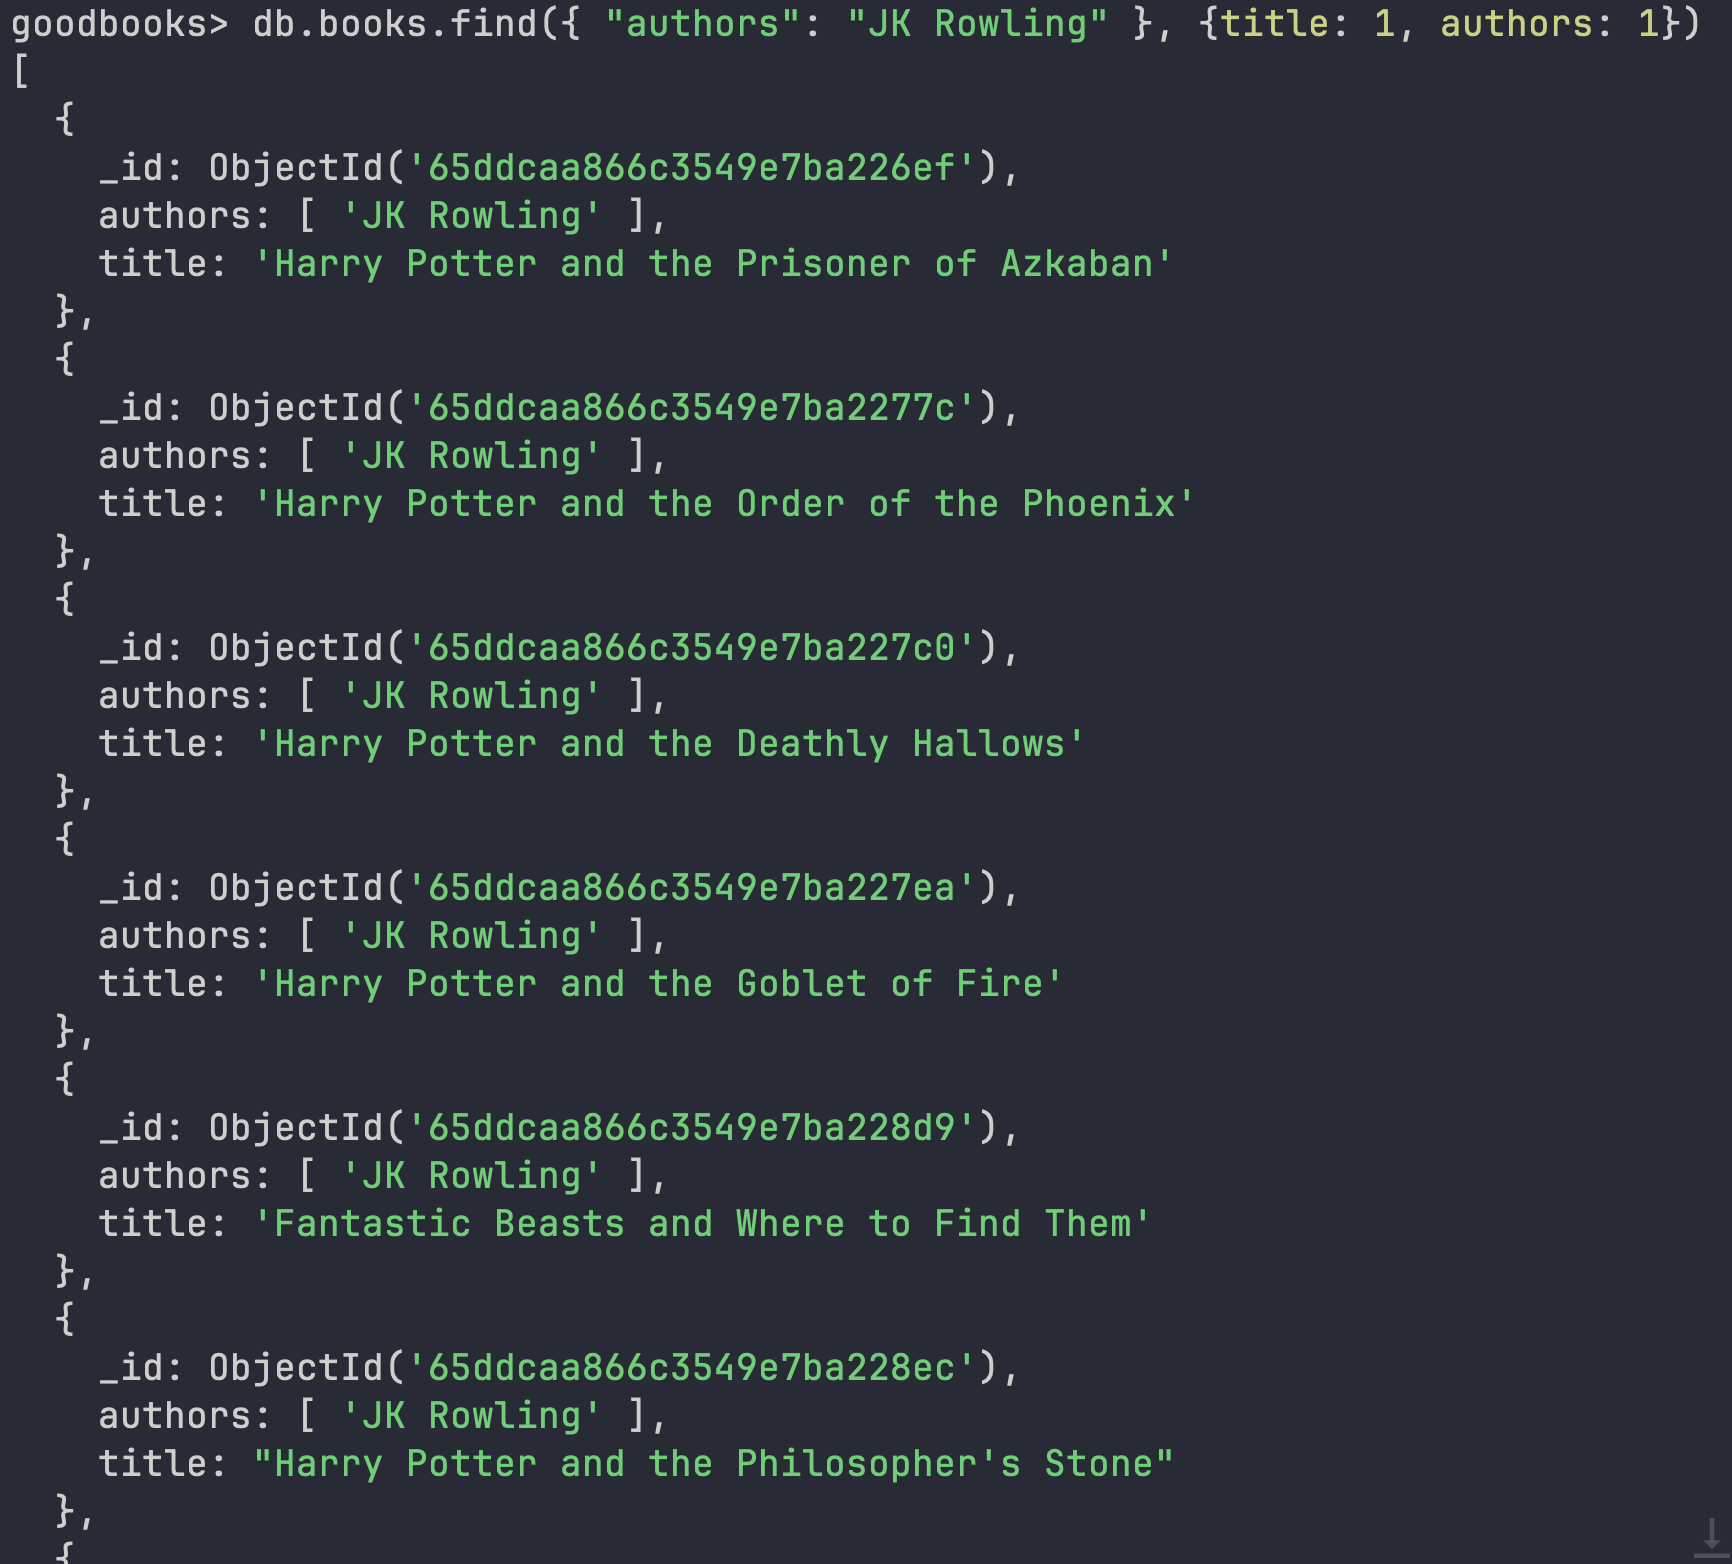 goodbooks> db.books.find({ "authors": "JK Rowling" }, {title: 1, authors: 1})
[
  {
    _id: ObjectId('65ddcaa866c3549e7ba226ef'),
    authors: [ 'JK Rowling' ],
    title: 'Harry Potter and the Prisoner of Azkaban'
  },
  {
    _id: ObjectId('65ddcaa866c3549e7ba2277c'),
    authors: [ 'JK Rowling' ],
    title: 'Harry Potter and the Order of the Phoenix'
  },
  {
    _id: ObjectId('65ddcaa866c3549e7ba227c0'),
    authors: [ 'JK Rowling' ],
    title: 'Harry Potter and the Deathly Hallows'
  },
  {
    _id: ObjectId('65ddcaa866c3549e7ba227ea'),
    authors: [ 'JK Rowling' ],
    title: 'Harry Potter and the Goblet of Fire'
  },
  {
    _id: ObjectId('65ddcaa866c3549e7ba228d9'),
    authors: [ 'JK Rowling' ],
    title: 'Fantastic Beasts and Where to Find Them'
  },
  {
    _id: ObjectId('65ddcaa866c3549e7ba228ec'),
    authors: [ 'JK Rowling' ],
    title: "Harry Potter and the Philosopher's Stone"
  },
  {